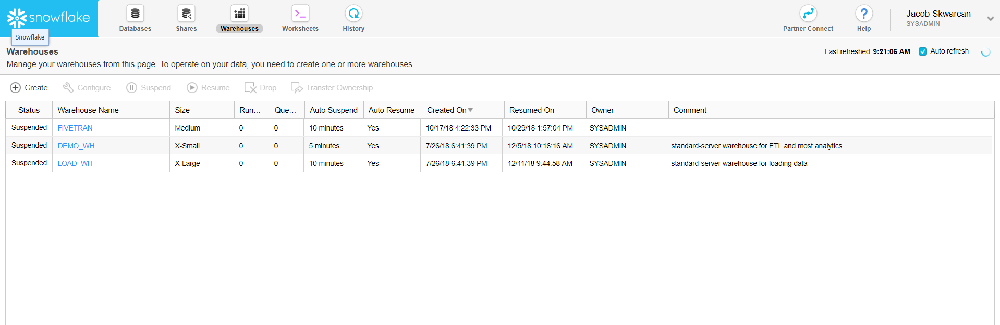 snowflake
Databases Shares Warehouses Worksheets History Partner Connect Help
Jacob Skwarcan
SYSADMIN
Snowflake
Warehouses
Last refreshed 9:21:06 AM Auto refresh
Manage your warehouses from this page. To operate on your data, you need to create one or more warehouses.
Create... Configure... Suspend... Resume... Drop... Transfer Ownership
Status Warehouse Name Size Run... Que... Auto Suspend Auto Resume Created On Resumed On Owner Comment
Suspended FIVETRAN Medium 0 0 10 minutes Yes 10/17/18 4:22:33 PM 10/29/18 1:57:04 PM SYSADMIN
Suspended DEMO_WH X-Small 0 0 5 minutes Yes 7/26/18 6:41:39 PM 12/5/18 10:16:16 AM SYSADMIN standard-server warehouse for ETL and most analytics
Suspended LOAD_WH X-Large 0 0 10 minutes Yes 7/26/18 6:41:39 PM 12/11/18 9:44:58 AM SYSADMIN standard-server warehouse for loading data